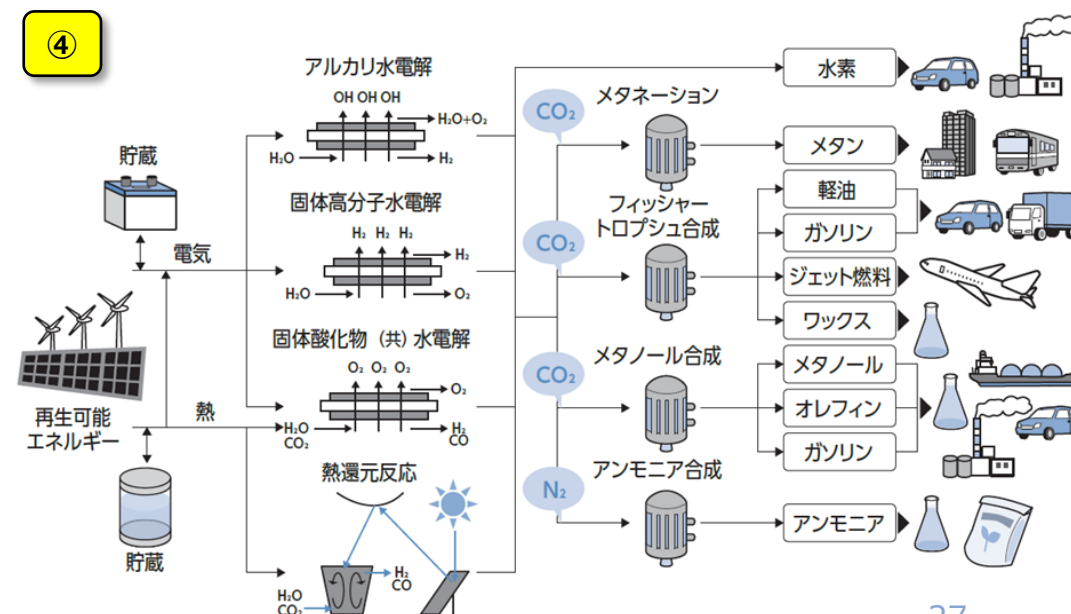 ④
アルカリ水電解
OH OH OH
H₂O+O₂
H₂O
H₂
貯蔵
電気
固体高分子水電解
H₂ H₂ H₂
H₂
H₂O
O₂
固体酸化物（共）水電解
O₂ O₂ O₂
O₂
H₂O
CO₂
H₂
CO
再生可能
エネルギー
熱
貯蔵
熱還元反応
H₂
CO
H₂O
CO₂
CO₂
メタネーション
CO₂
フィッシャー
トロプシュ合成
CO₂
メタノール合成
N₂
アンモニア合成
水素
メタン
軽油
ガソリン
ジェット燃料
ワックス
メタノール
オレフィン
ガソリン
アンモニア
27